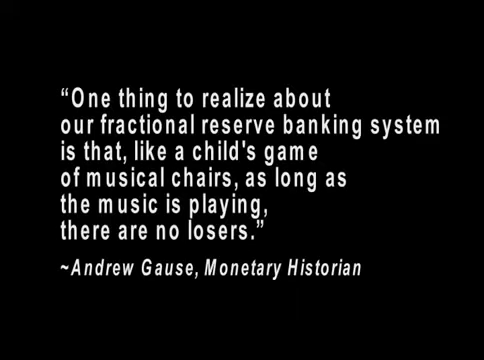 “One thing to realize about
our fractional reserve banking system
is that, like a child's game
of musical chairs, as long as
the music is playing,
there are no losers.”
~Andrew Gause, Monetary Historian